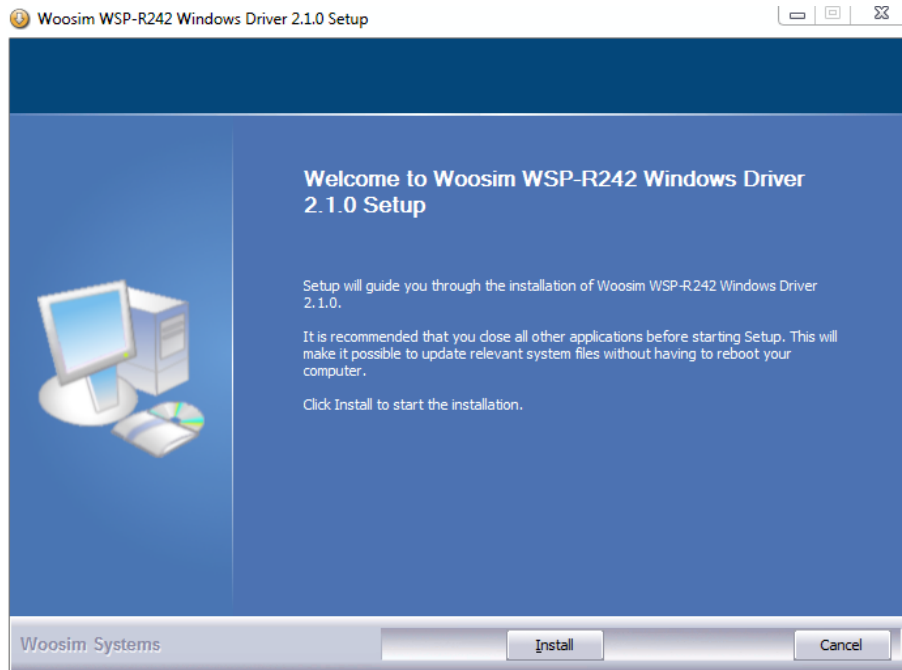 Woosim WSP-R242 Windows Driver 2.1.0 Setup
Welcome to Woosim WSP-R242 Windows Driver
2.1.0 Setup
Setup will guide you through the installation of Woosim WSP-R242 Windows Driver
2.1.0.
It is recommended that you close all other applications before starting Setup. This will
make it possible to update relevant system files without having to reboot your
computer.
Click Install to start the installation.
Woosim Systems
Install
Cancel